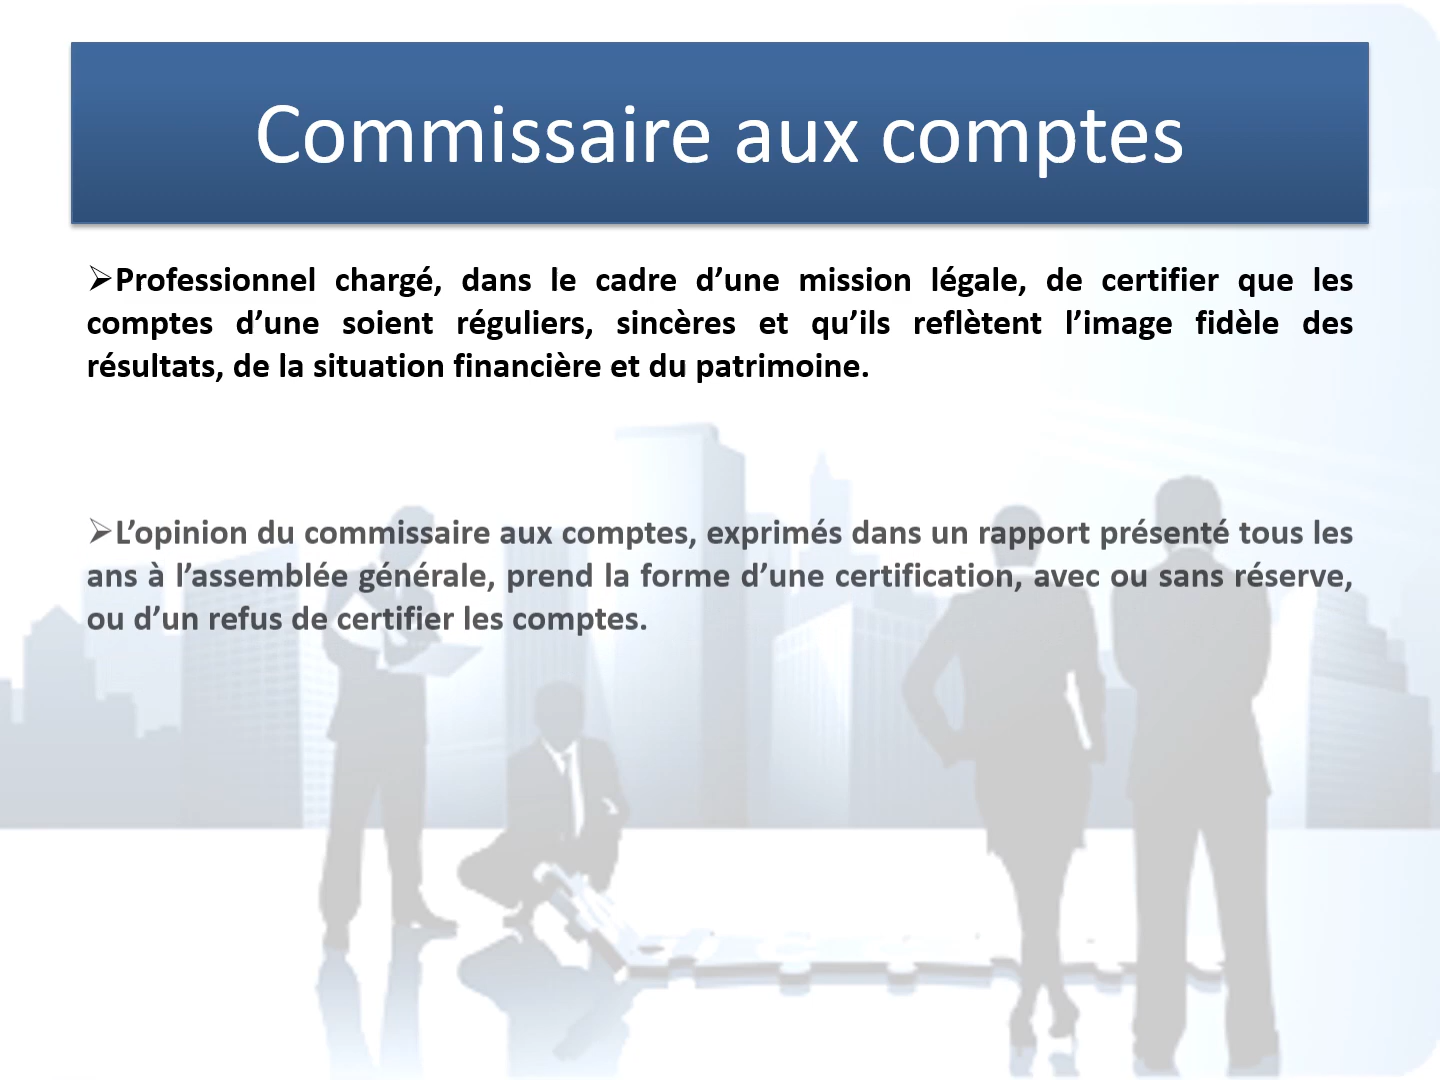 Commissaire aux comptes
➢Professionnel chargé, dans le cadre d’une mission légale, de certifier que les
comptes d’une soient réguliers, sincères et qu’ils reflètent l’image fidèle des
résultats, de la situation financière et du patrimoine.
➢L’opinion du commissaire aux comptes, exprimés dans un rapport présenté tous les
ans à l’assemblée générale, prend la forme d’une certification, avec ou sans réserve,
ou d’un refus de certifier les comptes.